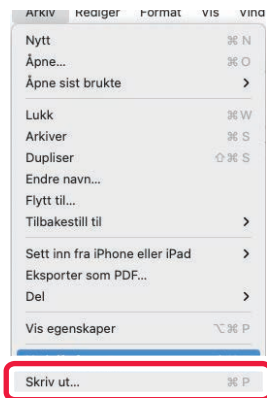 Arkiv Rediger Format Vis Vind
Nytt ⌘ N
Åpne... ⌘ O
Åpne sist brukte >
Lukk ⌘ W
Arkiver ⌘ S
Dupliser ⇧ ⌘ S
Endre navn...
Flytt til...
Tilbakestill til >
Sett inn fra iPhone eller iPad >
Eksporter som PDF...
Del >
Vis egenskaper ⌥ ⌘ P
Skriv ut... ⌘ P